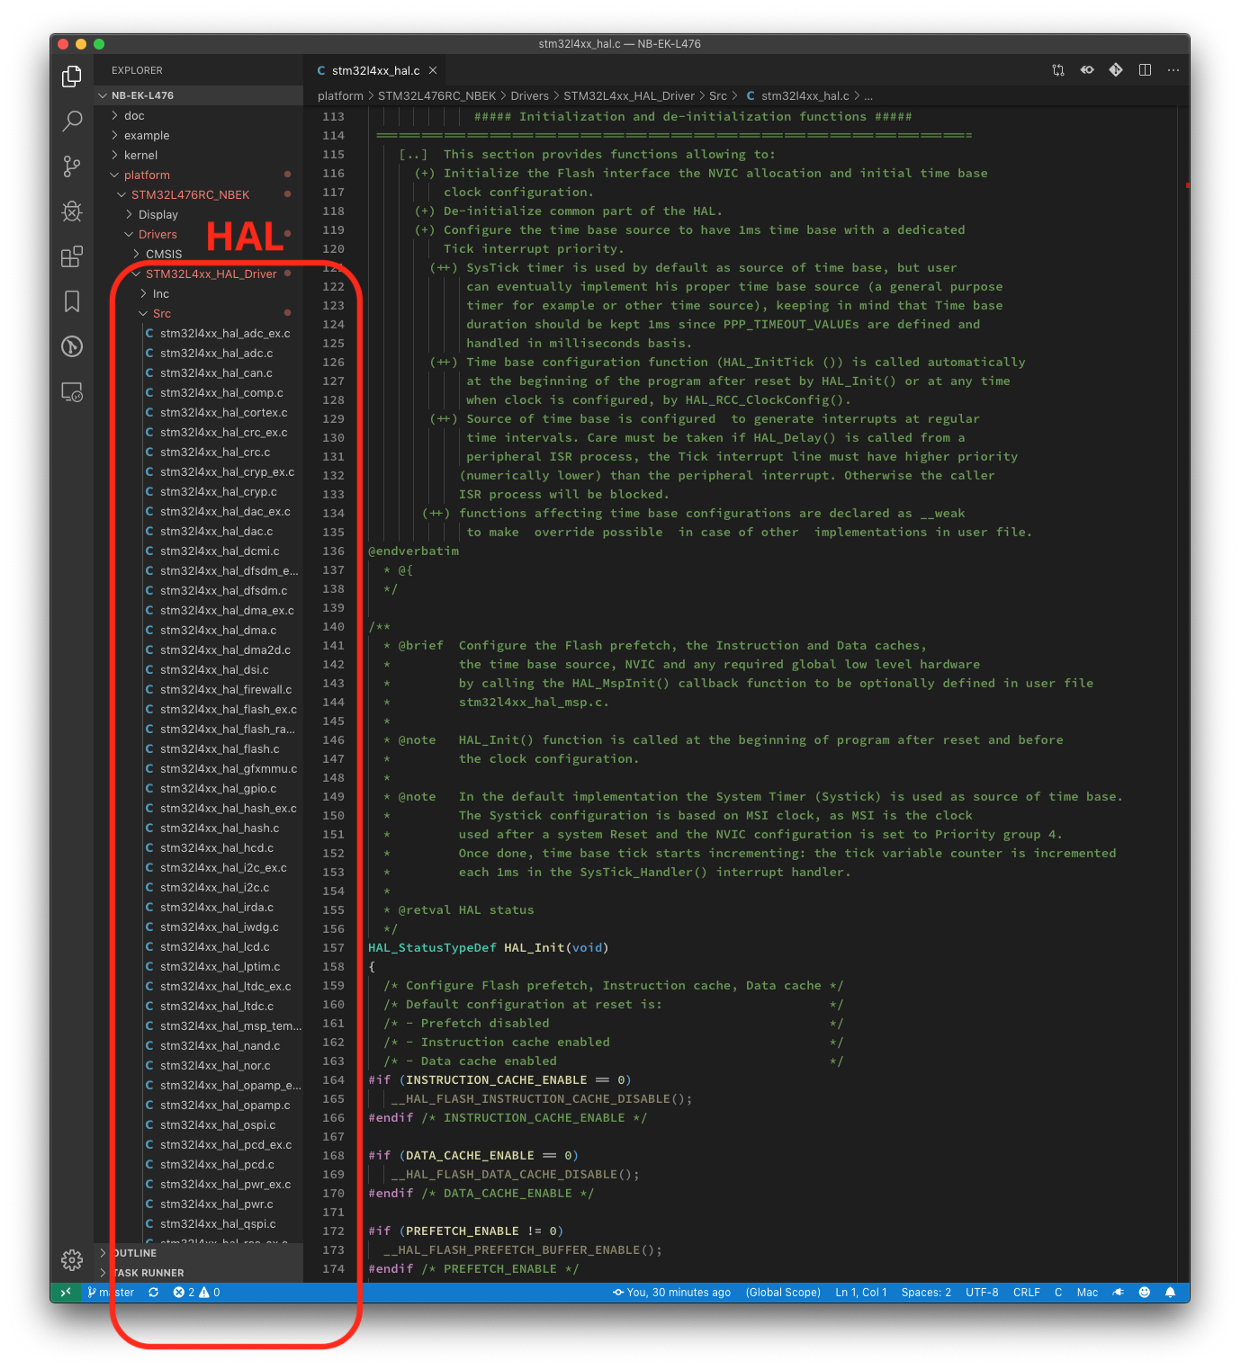 stm32l4xx_hal.c — NB-EK-L476
EXPLORER
NB-EK-L476
doc
example
kernel
platform
STM32L476RC_NBEK
Display
Drivers
HAL
CMSIS
STM32L4xx_HAL_Driver
Inc
Src
C stm32l4xx_hal_adc_ex.c
C stm32l4xx_hal_adc.c
C stm32l4xx_hal_can.c
C stm32l4xx_hal_comp.c
C stm32l4xx_hal_cortex.c
C stm32l4xx_hal_crc_ex.c
C stm32l4xx_hal_crc.c
C stm32l4xx_hal_cryp_ex.c
C stm32l4xx_hal_cryp.c
C stm32l4xx_hal_dac_ex.c
C stm32l4xx_hal_dac.c
C stm32l4xx_hal_dcmi.c
C stm32l4xx_hal_dfsdm_e...
C stm32l4xx_hal_dfsdm.c
C stm32l4xx_hal_dma_ex.c
C stm32l4xx_hal_dma.c
C stm32l4xx_hal_dma2d.c
C stm32l4xx_hal_dsi.c
C stm32l4xx_hal_firewall.c
C stm32l4xx_hal_flash_ex.c
C stm32l4xx_hal_flash_ra...
C stm32l4xx_hal_flash.c
C stm32l4xx_hal_gfxmmu.c
C stm32l4xx_hal_gpio.c
C stm32l4xx_hal_hash_ex.c
C stm32l4xx_hal_hash.c
C stm32l4xx_hal_hcd.c
C stm32l4xx_hal_i2c_ex.c
C stm32l4xx_hal_i2c.c
C stm32l4xx_hal_irda.c
C stm32l4xx_hal_iwdg.c
C stm32l4xx_hal_lcd.c
C stm32l4xx_hal_lptim.c
C stm32l4xx_hal_ltdc_ex.c
C stm32l4xx_hal_ltdc.c
C stm32l4xx_hal_msp_tem...
C stm32l4xx_hal_nand.c
C stm32l4xx_hal_nor.c
C stm32l4xx_hal_opamp_e...
C stm32l4xx_hal_opamp.c
C stm32l4xx_hal_ospi.c
C stm32l4xx_hal_pcd_ex.c
C stm32l4xx_hal_pcd.c
C stm32l4xx_hal_pwr_ex.c
C stm32l4xx_hal_pwr.c
C stm32l4xx_hal_qspi.c
OUTLINE
TASK RUNNER
C stm32l4xx_hal.c
platform > STM32L476RC_NBEK > Drivers > STM32L4xx_HAL_Driver > Src > C stm32l4xx_hal.c > ...
113 ##### Initialization and de-initialization functions #####
114 ===============================================================================
115 [..] This section provides functions allowing to:
116 (+) Initialize the Flash interface the NVIC allocation and initial time base
117 clock configuration.
118 (+) De-initialize common part of the HAL.
119 (+) Configure the time base source to have 1ms time base with a dedicated
120 Tick interrupt priority.
121 (++) SysTick timer is used by default as source of time base, but user
122 can eventually implement his proper time base source (a general purpose
123 timer for example or other time source), keeping in mind that Time base
124 duration should be kept 1ms since PPP_TIMEOUT_VALUEs are defined and
125 handled in milliseconds basis.
126 (++) Time base configuration function (HAL_InitTick ()) is called automatically
127 at the beginning of the program after reset by HAL_Init() or at any time
128 when clock is configured, by HAL_RCC_ClockConfig().
129 (++) Source of time base is configured to generate interrupts at regular
130 time intervals. Care must be taken if HAL_Delay() is called from a
131 peripheral ISR process, the Tick interrupt line must have higher priority
132 (numerically lower) than the peripheral interrupt. Otherwise the caller
133 ISR process will be blocked.
134 (++) functions affecting time base configurations are declared as __weak
135 to make override possible in case of other implementations in user file.
136 @endverbatim
137 * @{
138 */
139
140 /**
141 * @brief Configure the Flash prefetch, the Instruction and Data caches,
142 * the time base source, NVIC and any required global low level hardware
143 * by calling the HAL_MspInit() callback function to be optionally defined in user file
144 * stm32l4xx_hal_msp.c.
145 *
146 * @note HAL_Init() function is called at the beginning of program after reset and before
147 * the clock configuration.
148 *
149 * @note In the default implementation the System Timer (Systick) is used as source of time base.
150 * The Systick configuration is based on MSI clock, as MSI is the clock
151 * used after a system Reset and the NVIC configuration is set to Priority group 4.
152 * Once done, time base tick starts incrementing: the tick variable counter is incremented
153 * each 1ms in the SysTick_Handler() interrupt handler.
154 *
155 * @retval HAL status
156 */
157 HAL_StatusTypeDef HAL_Init(void)
158 {
159 /* Configure Flash prefetch, Instruction cache, Data cache */
160 /* Default configuration at reset is: */
161 /* - Prefetch disabled */
162 /* - Instruction cache enabled */
163 /* - Data cache enabled */
164 #if (INSTRUCTION_CACHE_ENABLE == 0)
165 __HAL_FLASH_INSTRUCTION_CACHE_DISABLE();
166 #endif /* INSTRUCTION_CACHE_ENABLE */
167
168 #if (DATA_CACHE_ENABLE == 0)
169 __HAL_FLASH_DATA_CACHE_DISABLE();
170 #endif /* DATA_CACHE_ENABLE */
171
172 #if (PREFETCH_ENABLE != 0)
173 __HAL_FLASH_PREFETCH_BUFFER_ENABLE();
174 #endif /* PREFETCH_ENABLE */
master 2 0 You, 30 minutes ago (Global Scope) Ln 1, Col 1 Spaces: 2 UTF-8 CRLF C Mac